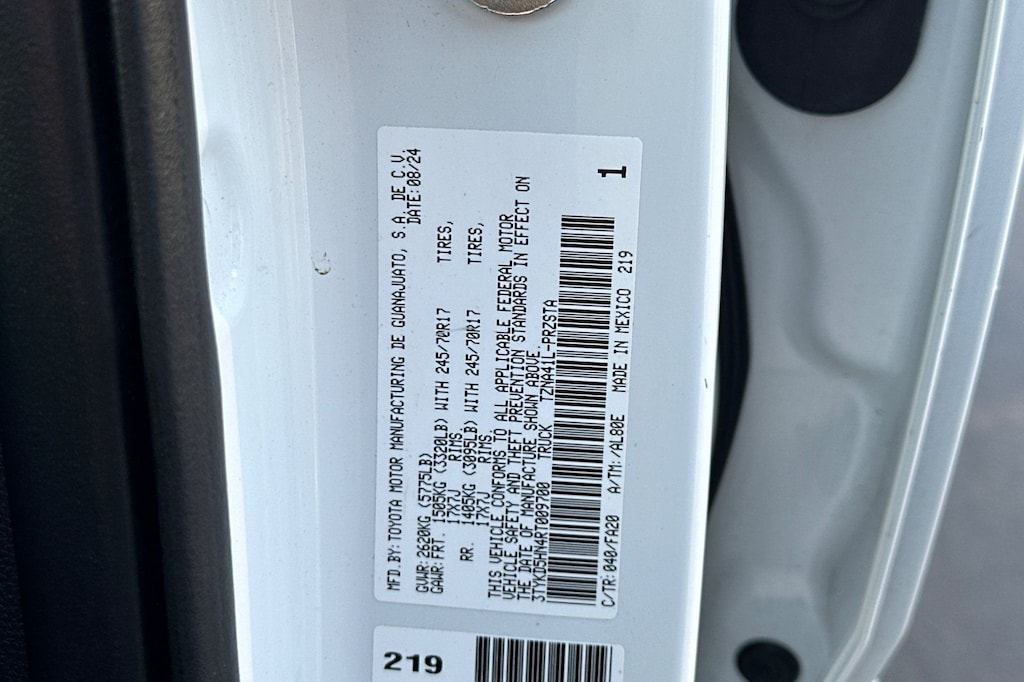 MFD.BY: TOYOTA MOTOR MANUFACTURING DE GUANAJUATO, S.A. DE C.V.
DATE: 08/24
GVWR: 2620KG (5775LB)
GAWR: FRT. 1505KG (3320LB) WITH 245/70R17 TIRES,
17X7J RIMS
RR. 1405KG (3095LB) WITH 245/70R17 TIRES,
17X7J RIMS
THIS VEHICLE CONFORMS TO ALL APPLICABLE FEDERAL MOTOR
VEHICLE SAFETY AND THEFT PREVENTION STANDARDS IN EFFECT ON
THE DATE OF MANUFACTURE SHOWN ABOVE.
3TYKD5HN4RT009700 TRUCK TZNA41L-PRZSTA
C/TR: 040/FA20 A/TM: /AL80E MADE IN MEXICO 219
1
219